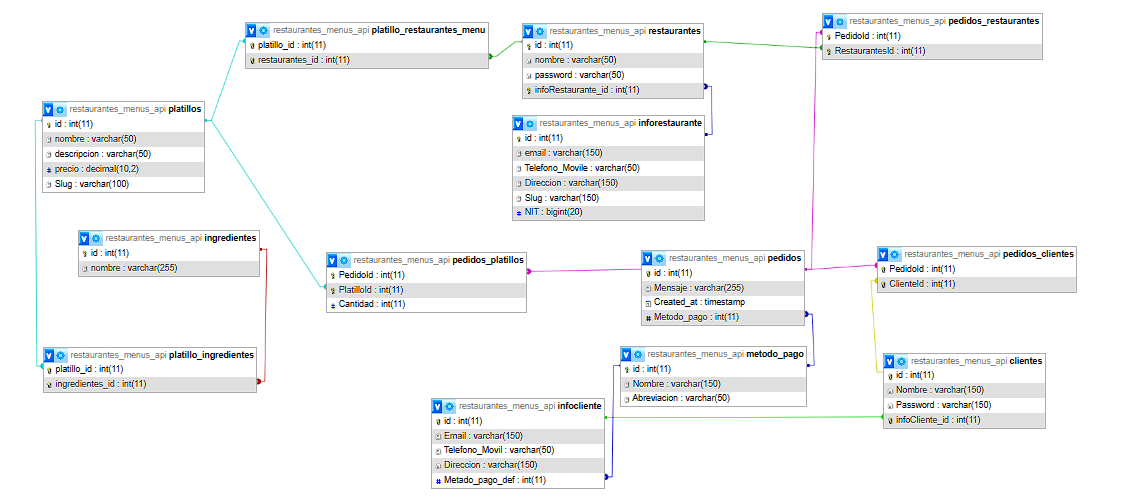 restaurantes_menus_api platillo_restaurantes_menu
platillo_id : int(11)
restaurantes_id : int(11)
restaurantes_menus_api restaurantes
id : int(11)
nombre : varchar(50)
password : varchar(50)
infoRestaurante_id : int(11)
restaurantes_menus_api pedidos_restaurantes
PedidoId : int(11)
RestaurantesId : int(11)
restaurantes_menus_api platillos
id : int(11)
nombre : varchar(50)
descripcion : varchar(50)
precio : decimal(10,2)
Slug : varchar(100)
restaurantes_menus_api inforestaurante
id : int(11)
email : varchar(150)
Telefono_Movile : varchar(50)
Direccion : varchar(150)
Slug : varchar(150)
NIT : bigint(20)
restaurantes_menus_api ingredientes
id : int(11)
nombre : varchar(255)
restaurantes_menus_api pedidos_platillos
PedidoId : int(11)
PlatilloId : int(11)
Cantidad : int(11)
restaurantes_menus_api pedidos
id : int(11)
Mensaje : varchar(255)
Created_at : timestamp
Metodo_pago : int(11)
restaurantes_menus_api pedidos_clientes
PedidoId : int(11)
ClienteId : int(11)
restaurantes_menus_api platillo_ingredientes
platillo_id : int(11)
ingredientes_id : int(11)
restaurantes_menus_api metodo_pago
id : int(11)
Nombre : varchar(150)
Abreviacion : varchar(50)
restaurantes_menus_api clientes
id : int(11)
Nombre : varchar(150)
Password : varchar(150)
infoCliente_id : int(11)
restaurantes_menus_api infocliente
id : int(11)
Email : varchar(150)
Telefono_Movil : varchar(50)
Direccion : varchar(150)
Metado_pago_def : int(11)